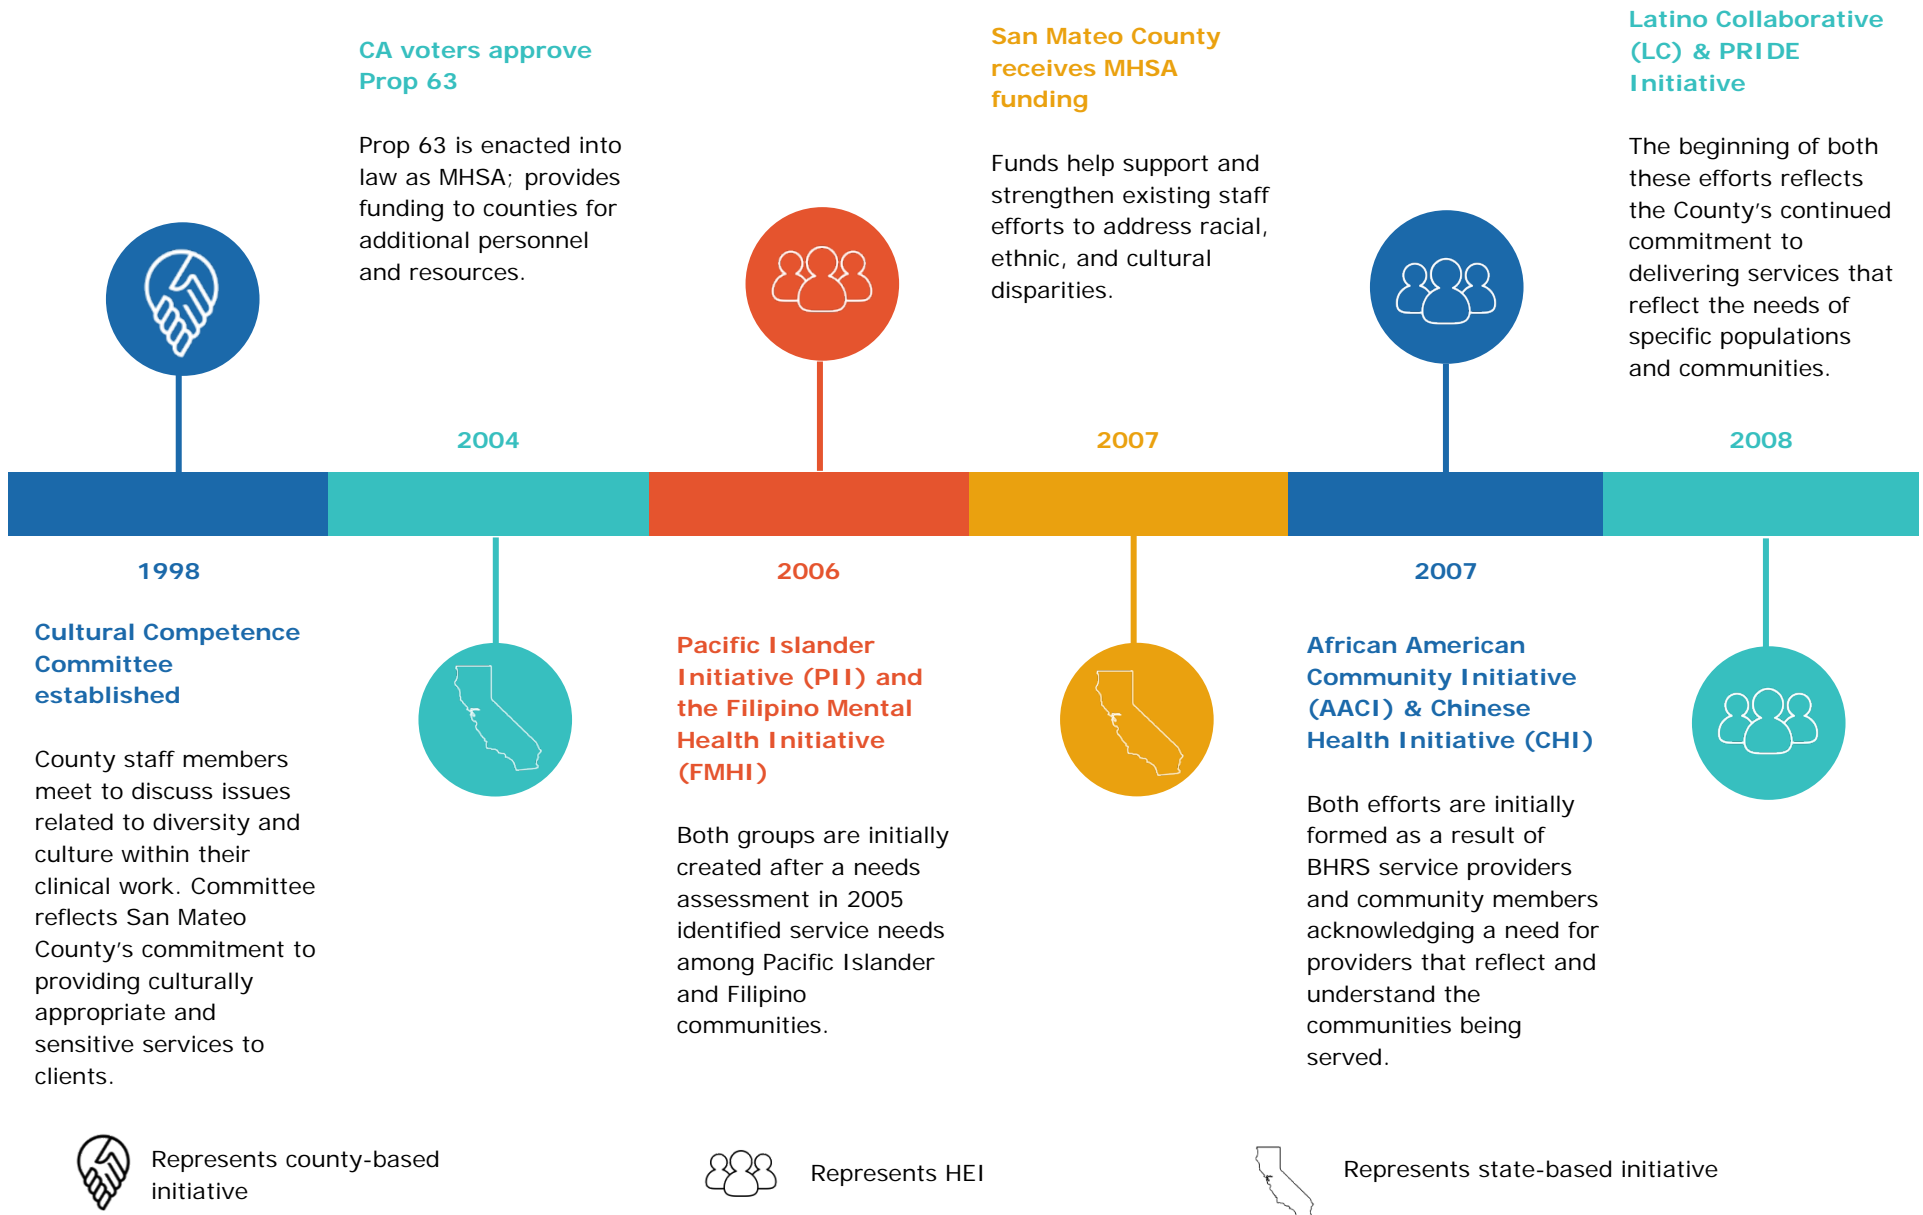 CA voters approve
Prop 63
Prop 63 is enacted into
law as MHSA; provides
funding to counties for
additional personnel
and resources.
San Mateo County
receives MHSA
funding
Funds help support and
strengthen existing staff
efforts to address racial,
ethnic, and cultural
disparities.
Latino Collaborative
(LC) & PRIDE
Initiative
The beginning of both
these efforts reflects
the County's continued
commitment to
delivering services that
reflect the needs of
specific populations
and communities.
2004
2007
2008
1998
Cultural Competence
Committee
established
County staff members
meet to discuss issues
related to diversity and
culture within their
clinical work. Committee
reflects San Mateo
County's commitment to
providing culturally
appropriate and
sensitive services to
clients.
2006
Pacific Islander
Initiative (PII) and
the Filipino Mental
Health Initiative
(FMHI)
Both groups are initially
created after a needs
assessment in 2005
identified service needs
among Pacific Islander
and Filipino
communities.
2007
African American
Community Initiative
(AACI) & Chinese
Health Initiative (CHI)
Both efforts are initially
formed as a result of
BHRS service providers
and community members
acknowledging a need for
providers that reflect and
understand the
communities being
served.
Represents county-based
initiative
Represents HEI
Represents state-based initiative